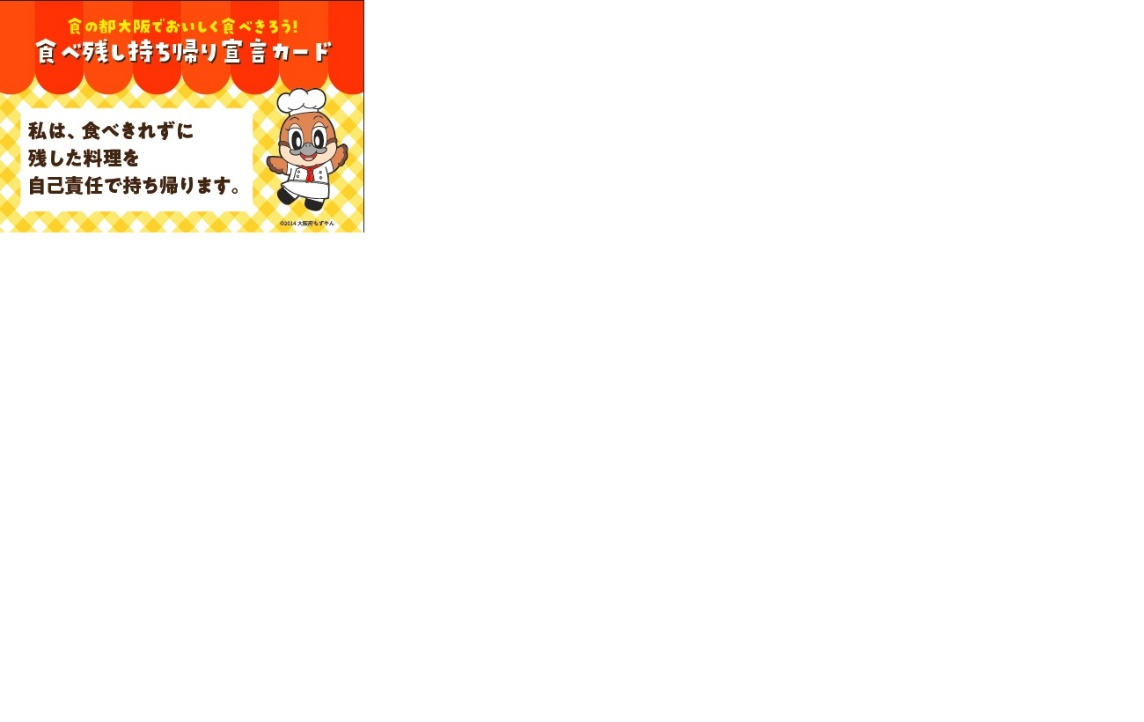 食の都大阪でおいしく食べきろう!
食べ残し持ち帰り宣言カード
私は、食べきれずに
残した料理を
自己責任で持ち帰ります。
©2014 大阪府もずやん